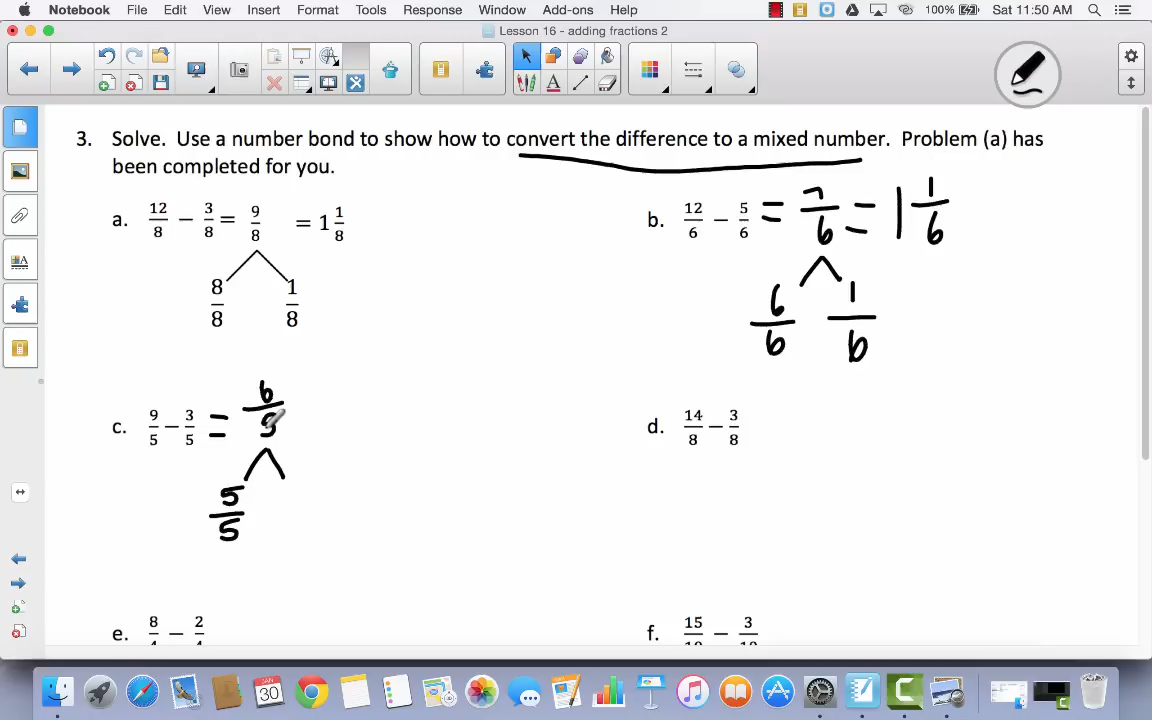 Notebook File Edit View Insert Format Tools Response Window Add-ons Help 100% Sat 11:50 AM
Lesson 16 - adding fractions 2
3. Solve. Use a number bond to show how to convert the difference to a mixed number. Problem (a) has
been completed for you.
a. 12/8 − 3/8 = 9/8 = 1 1/8
8/8 1/8
b. 12/6 − 5/6 = 7/6 = 1 1/6
6/6 1/6
c. 9/5 − 3/5 = 6/5
5/5
d. 14/8 − 3/8
e. 8/4 − 2/4
f. 15/10 − 3/10
JAN
30